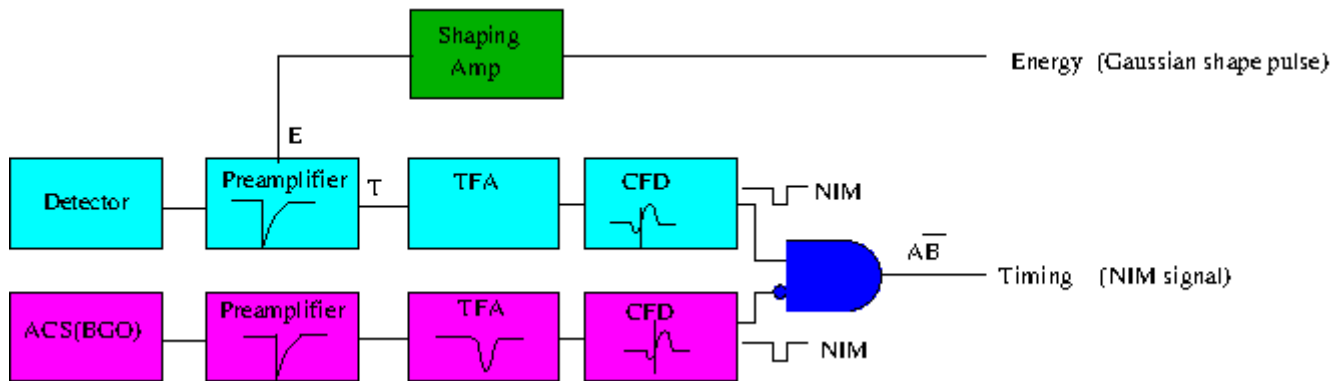 Shaping
Amp
Energy (Gaussian shape pulse)
E
Detector
Preamplifier
T
TFA
CFD
NIM
AB̅
Timing (NIM signal)
ACS(BGO)
Preamplifier
TFA
CFD
NIM